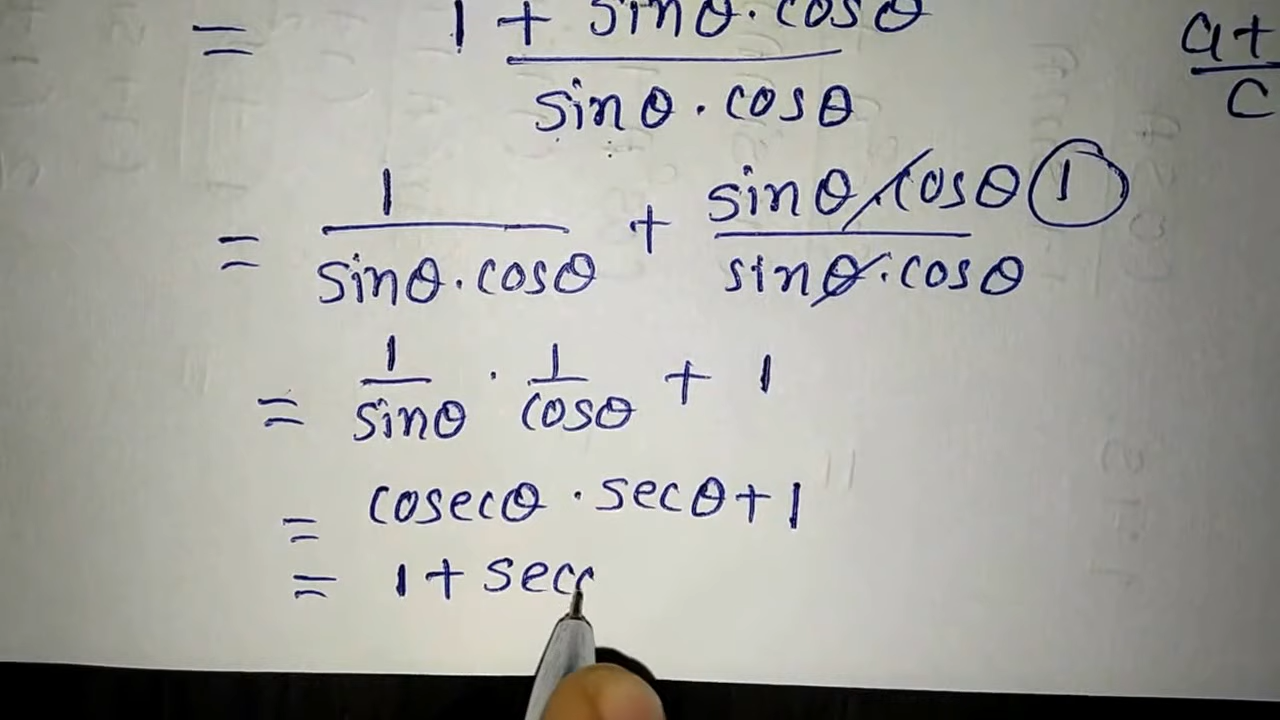 = 1 + sinθ.cosθ
sinθ.cosθ
a+
c
= 1/sinθ.cosθ + sinθ cosθ/sinθ.cosθ 1
= 1/sinθ . 1/cosθ + 1
= cosecθ . secθ + 1
= 1 + sec